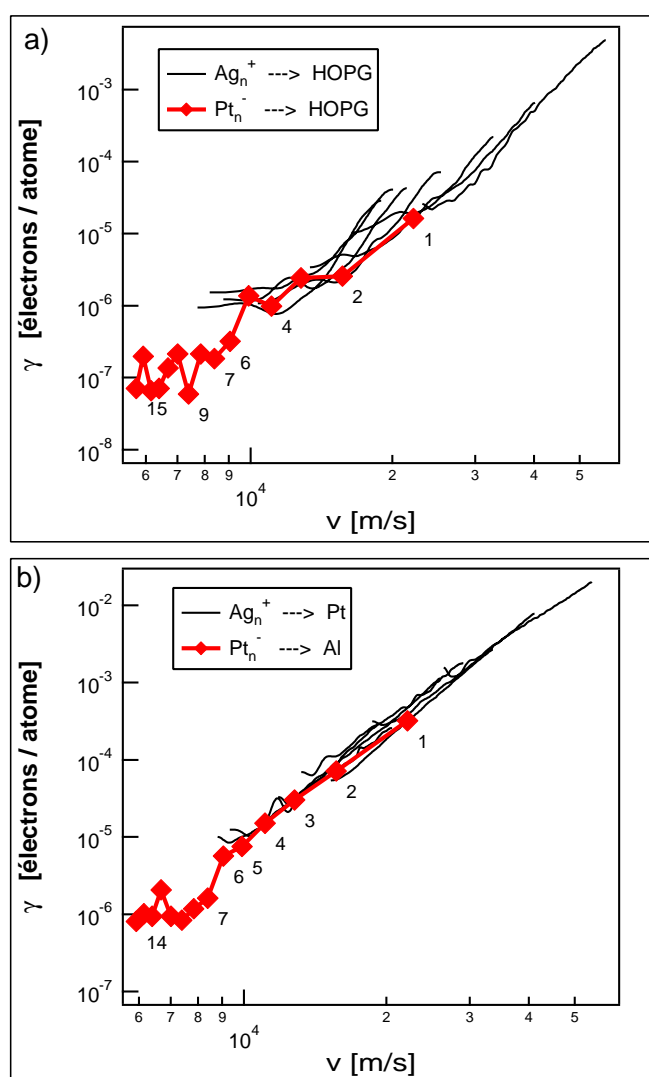 a)
Ag_n^+ ---> HOPG
Pt_n^- ---> HOPG
γ [électrons / atome]
10^-3
10^-4
10^-5
10^-6
10^-7
10^-8
1
2
4
6
7
9
15
6 7 8 9 2 3 4 5
10^4
v [m/s]
b)
Ag_n^+ ---> Pt
Pt_n^- ---> Al
γ [électrons / atome]
10^-2
10^-3
10^-4
10^-5
10^-6
10^-7
1
2
3
4
5
6
7
14
6 7 8 9 2 3 4 5
10^4
v [m/s]